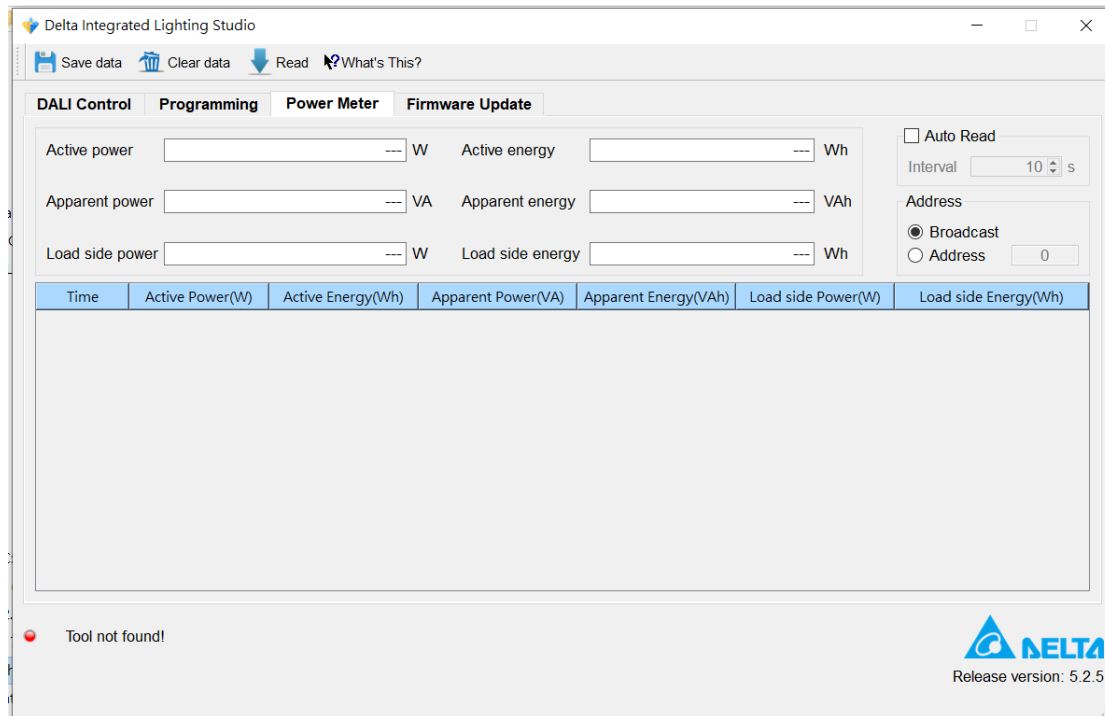 Delta Integrated Lighting Studio
Save data Clear data Read What's This?
DALI Control Programming Power Meter Firmware Update
Active power --- W Active energy --- Wh
Auto Read
Interval 10 s
Apparent power --- VA Apparent energy --- VAh
Address
Broadcast
Load side power --- W Load side energy --- Wh
Address 0
Time Active Power(W) Active Energy(Wh) Apparent Power(VA) Apparent Energy(VAh) Load side Power(W) Load side Energy(Wh)
Tool not found!
DELTA
Release version: 5.2.5